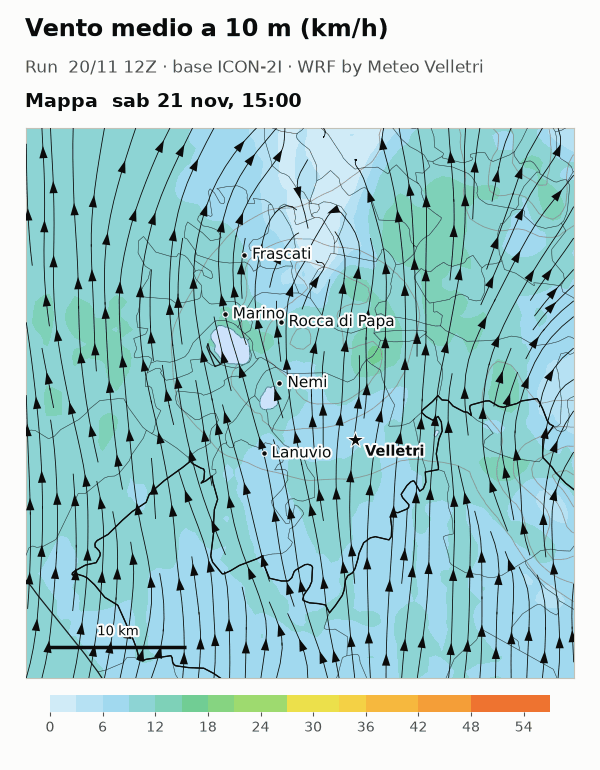 Vento medio a 10 m (km/h)
Run  20/11 12Z · base ICON-2I · WRF by Meteo Velletri
Mappa  sab 21 nov, 15:00
Frascati
Marino
Rocca di Papa
Nemi
Velletri
Lanuvio
10 km
0 6 12 18 24 30 36 42 48 54